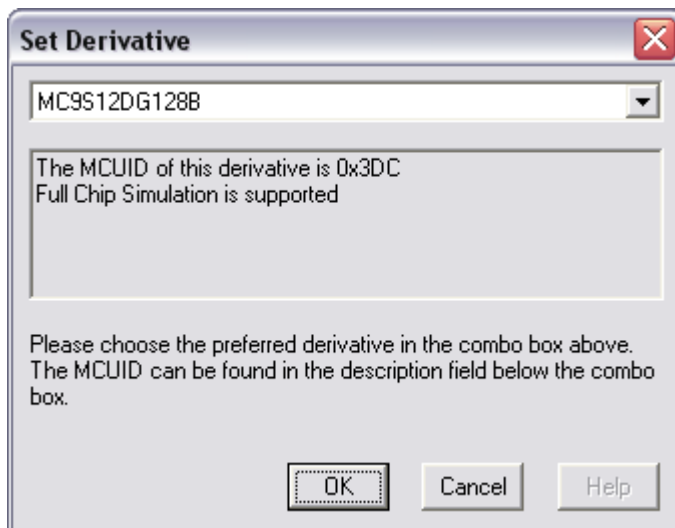 Set Derivative
MC9S12DG128B
The MCUID of this derivative is 0x3DC
Full Chip Simulation is supported
Please choose the preferred derivative in the combo box above.
The MCUID can be found in the description field below the combo
box.
OK
Cancel
Help